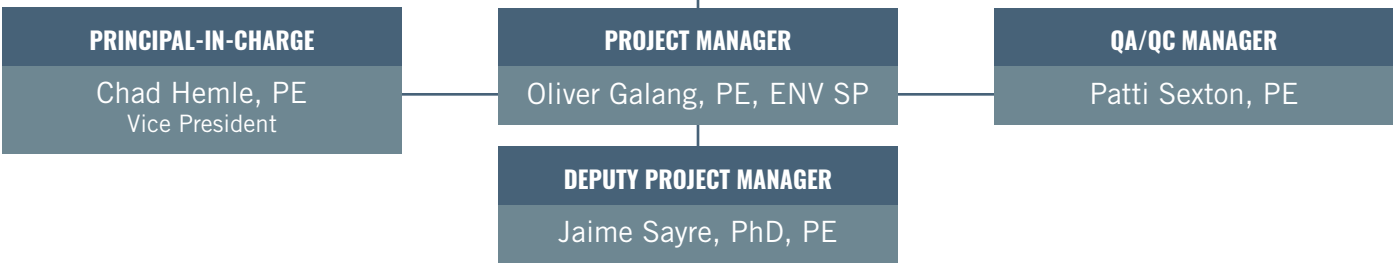 PRINCIPAL-IN-CHARGE
Chad Hemle, PE
Vice President
PROJECT MANAGER
Oliver Galang, PE, ENV SP
QA/QC MANAGER
Patti Sexton, PE
DEPUTY PROJECT MANAGER
Jaime Sayre, PhD, PE